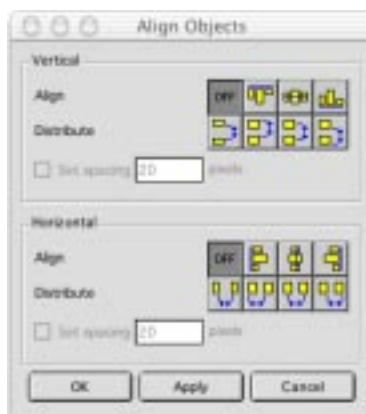 Align Objects
Vertical
Align OFF
Distribute
Set spacing 20 pixels
Horizontal
Align OFF
Distribute
Set spacing 20 pixels
OK Apply Cancel